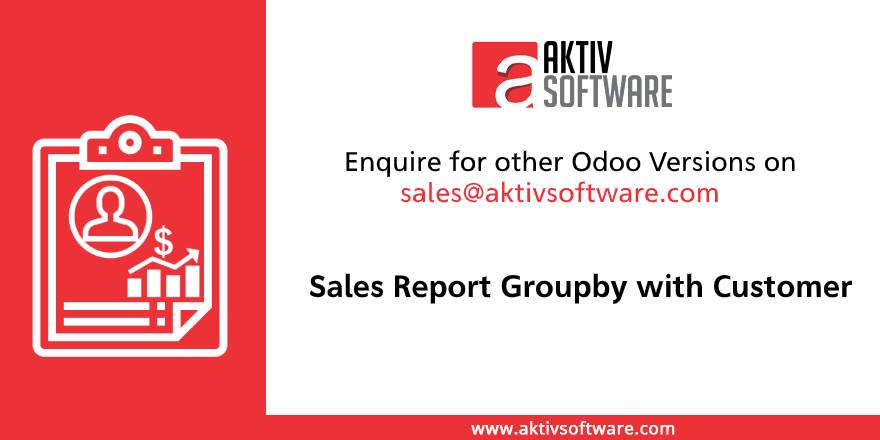 AKTIV
SOFTWARE
Enquire for other Odoo Versions on
sales@aktivsoftware.com
$
Sales Report Groupby with Customer
www.aktivsoftware.com